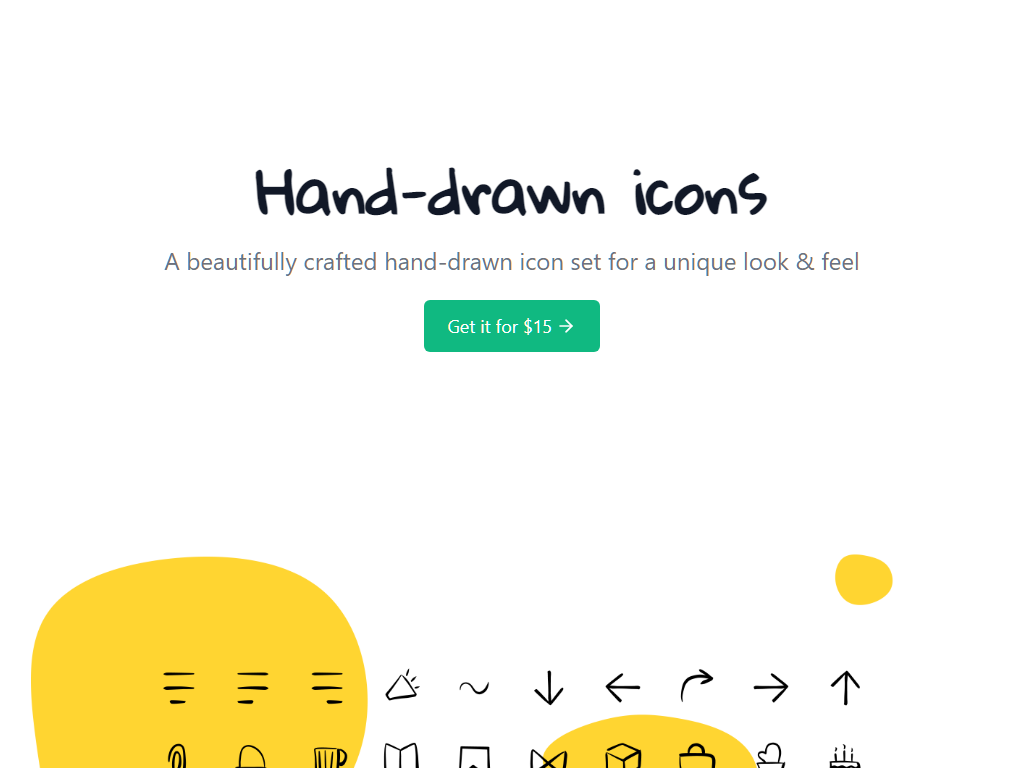 Hand-drawn icons
A beautifully crafted hand-drawn icon set for a unique look & feel
Get it for $15 →